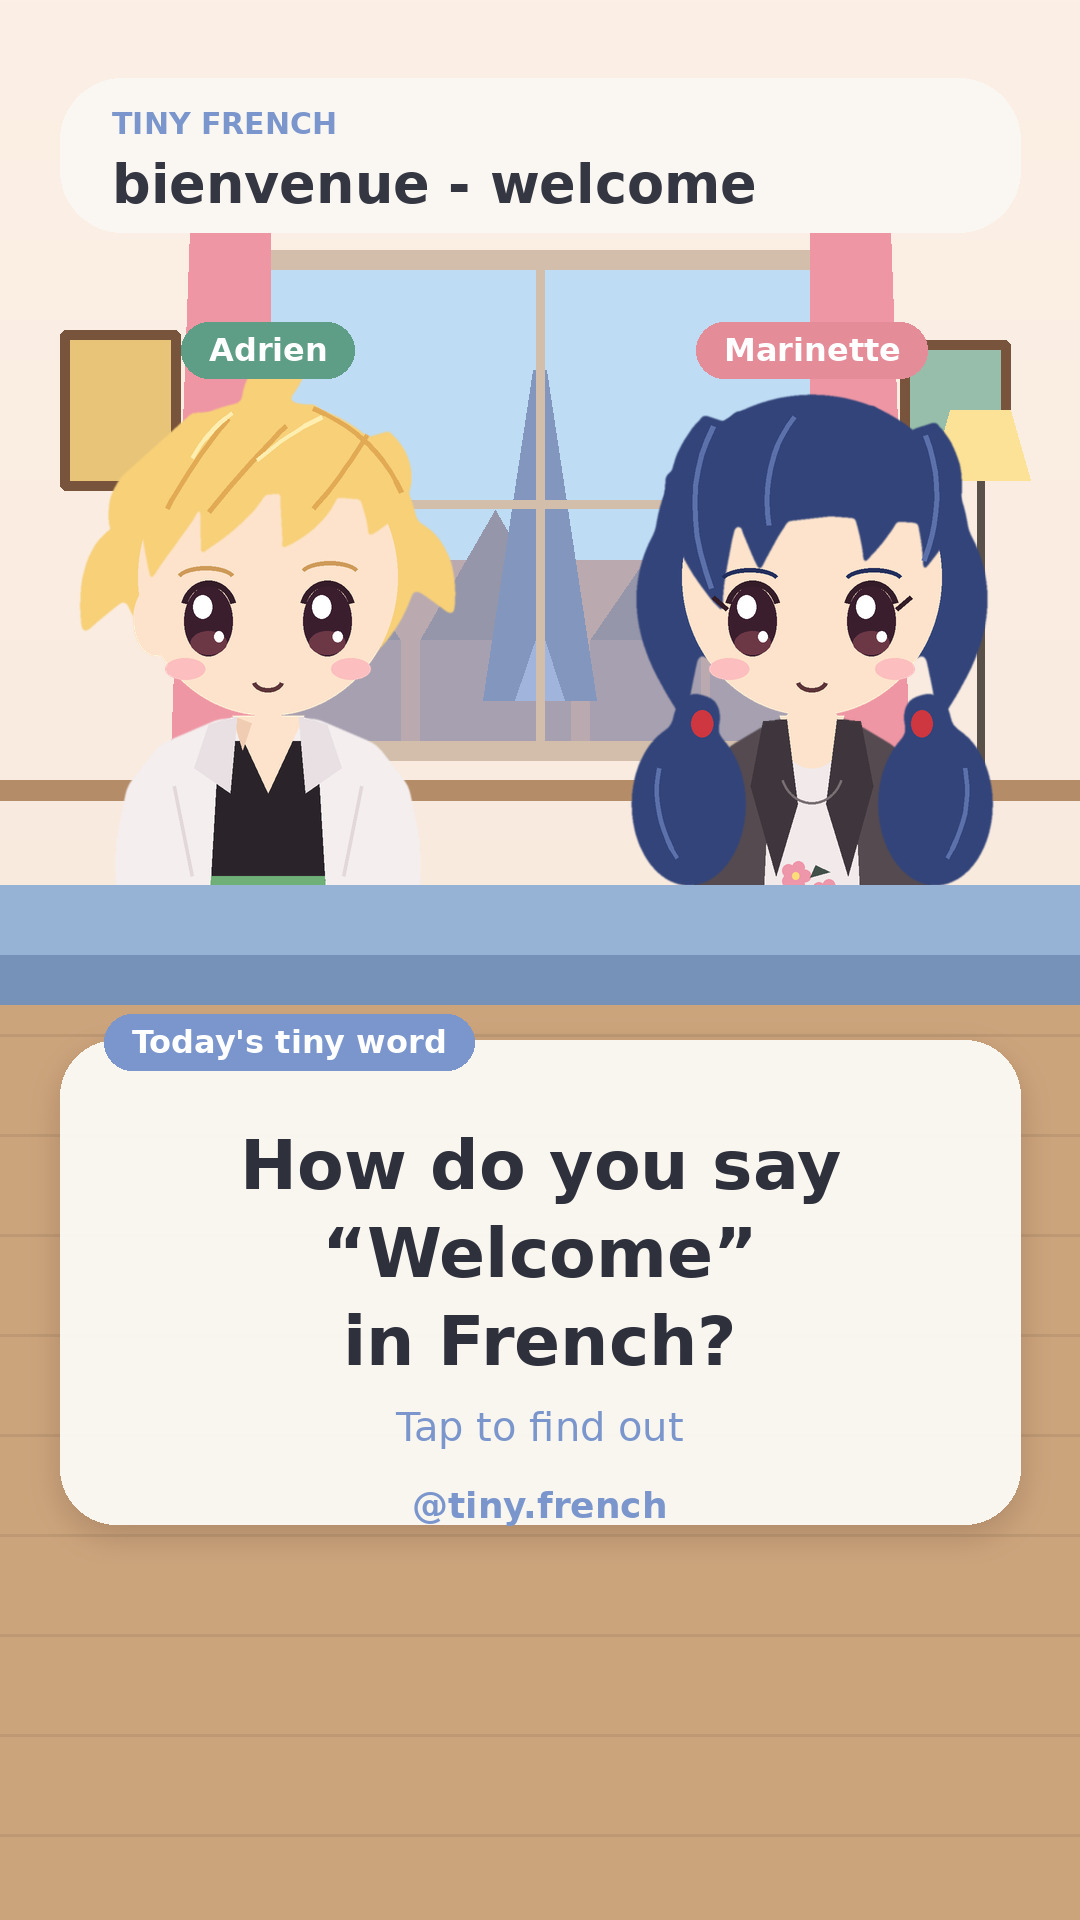 TINY FRENCH
bienvenue - welcome
Adrien
Marinette
Today's tiny word
How do you say
“Welcome”
in French?
Tap to find out
@tiny.french